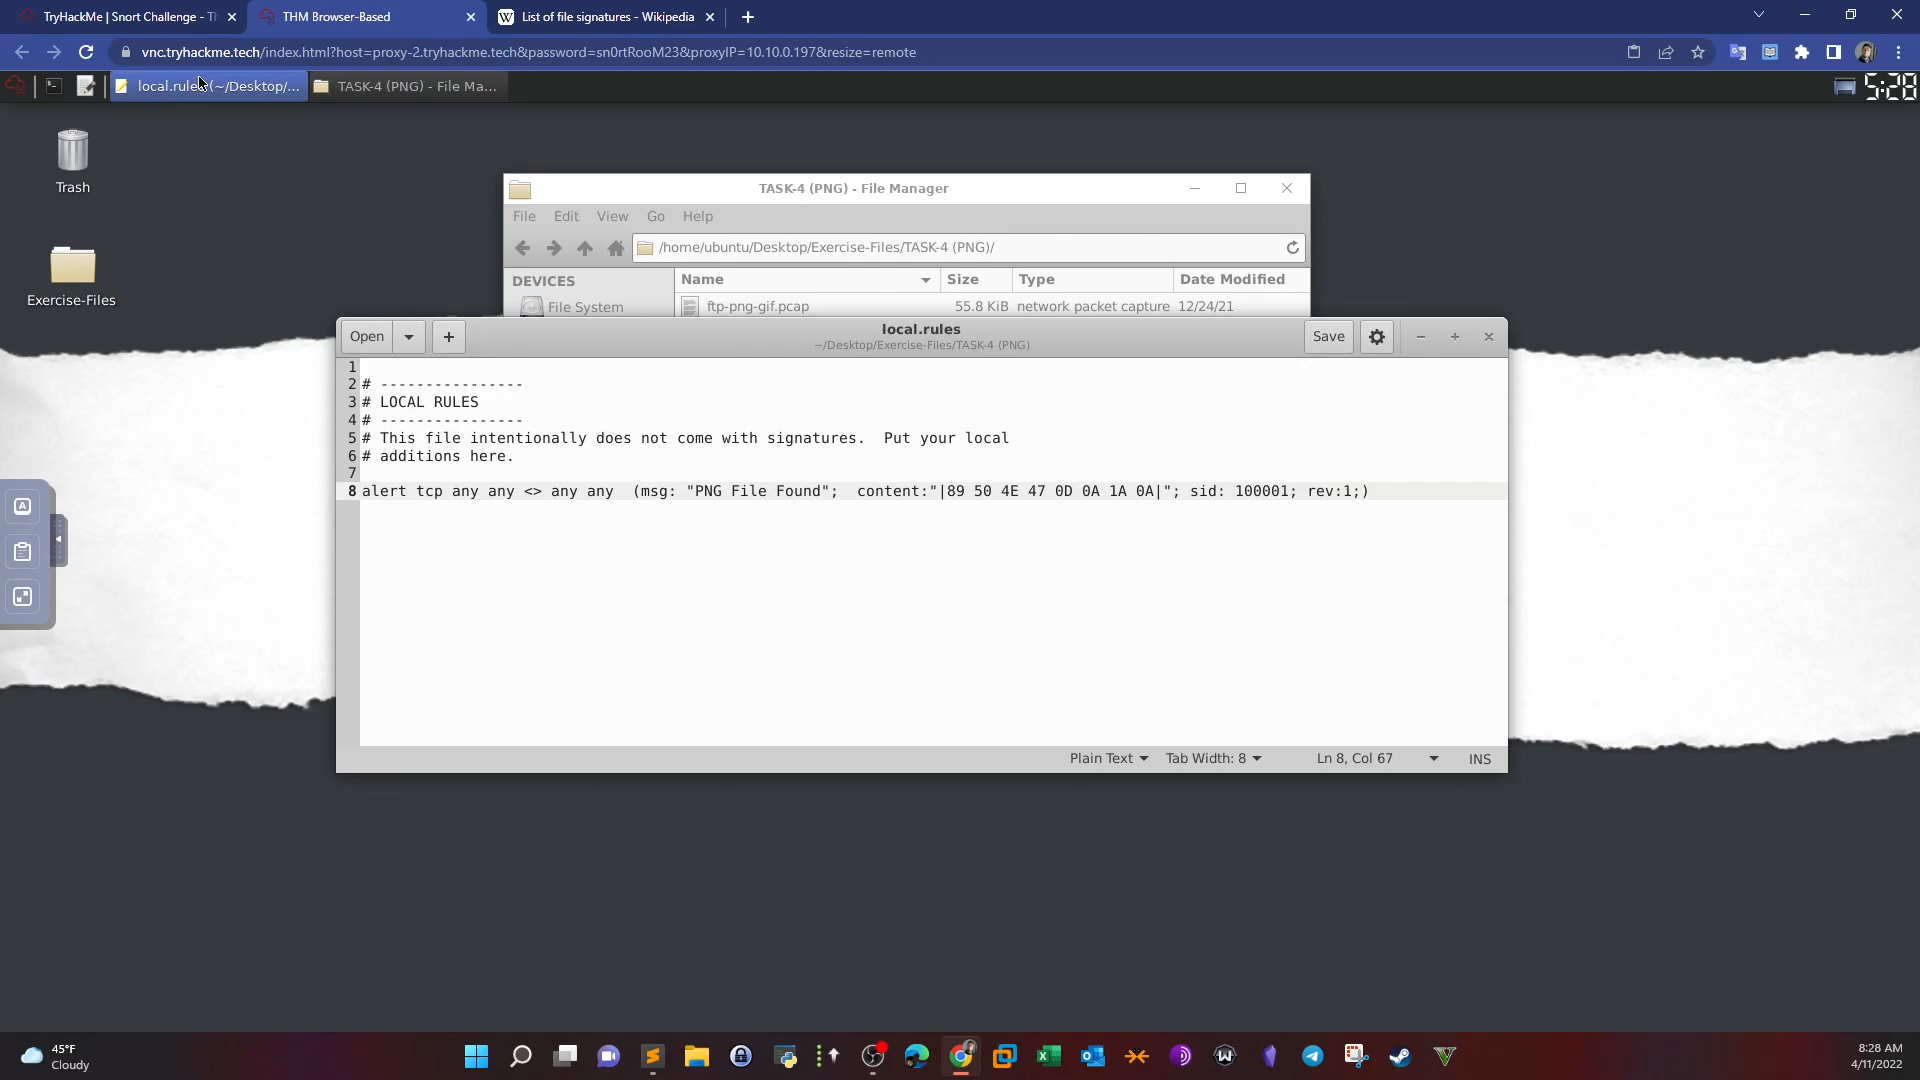 TryHackMe | Snort Challenge - Th
THM Browser-Based
List of file signatures - Wikipedia
vnc.tryhackme.tech/index.html?host=proxy-2.tryhackme.tech&password=sn0rtRooM23&proxyIP=10.10.0.197&resize=remote
local.rules (~/Desktop/...
TASK-4 (PNG) - File Ma...
5:28
Trash
Exercise-Files
TASK-4 (PNG) - File Manager
File Edit View Go Help
/home/ubuntu/Desktop/Exercise-Files/TASK-4 (PNG)/
DEVICES
Name Size Type Date Modified
File System
ftp-png-gif.pcap 55.8 KiB network packet capture 12/24/21
Open
local.rules
~/Desktop/Exercise-Files/TASK-4 (PNG)
Save
1
2 # ----------------
3 # LOCAL RULES
4 # ----------------
5 # This file intentionally does not come with signatures.  Put your local
6 # additions here.
7
8 alert tcp any any <> any any  (msg: "PNG File Found";  content:"|89 50 4E 47 0D 0A 1A 0A|"; sid: 100001; rev:1;)
Plain Text Tab Width: 8 Ln 8, Col 67 INS
45°F
Cloudy
8:28 AM
4/11/2022